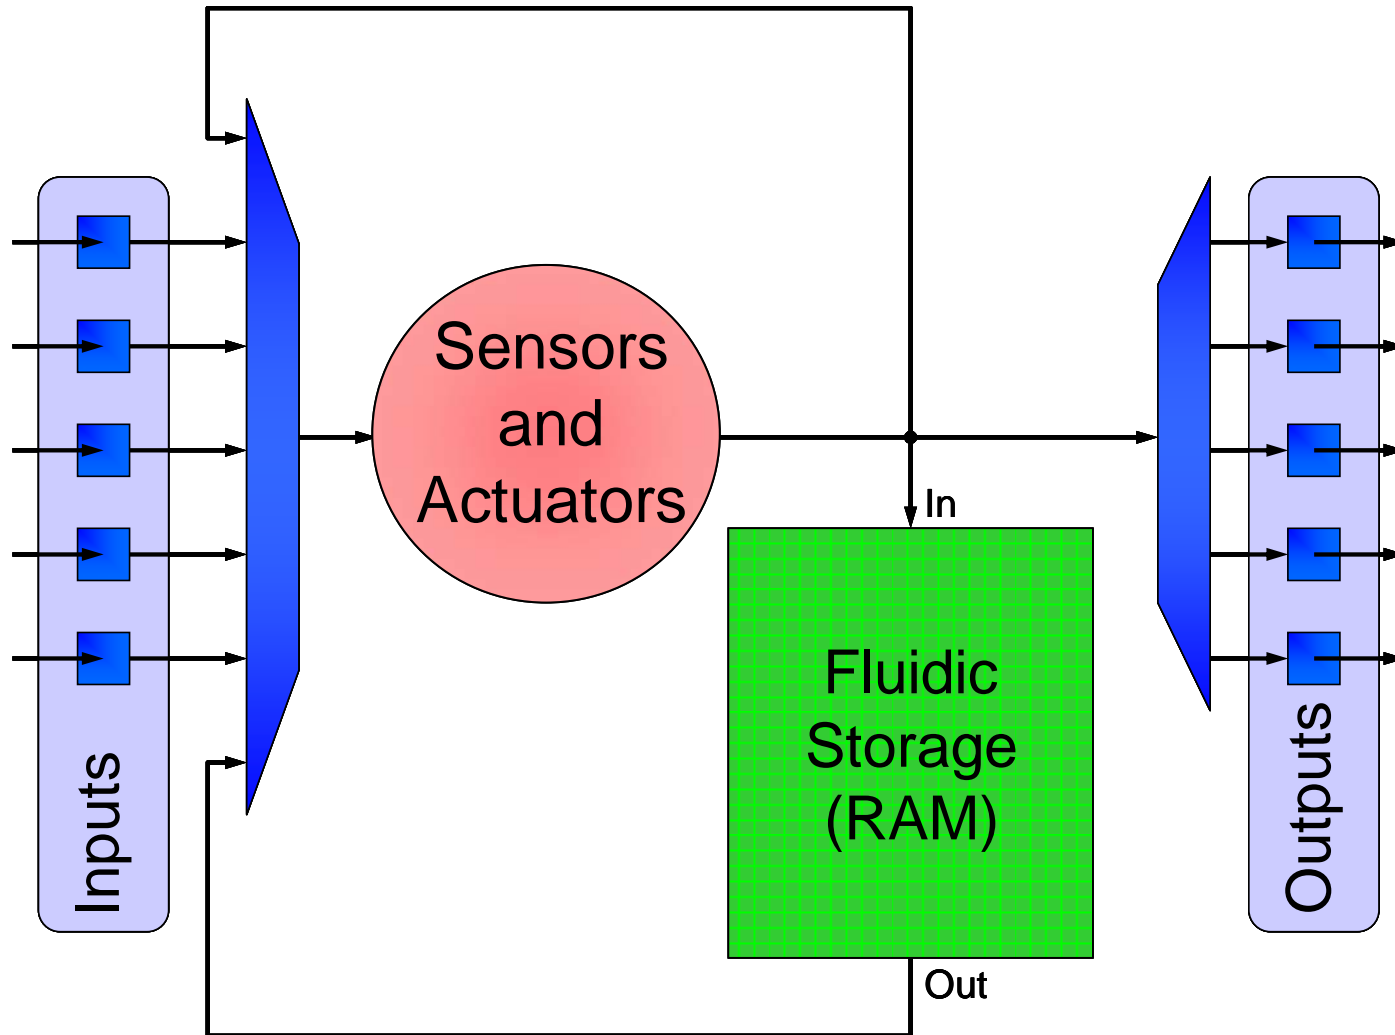 Inputs
Sensors
and
Actuators
In
Fluidic
Storage
(RAM)
Out
Outputs